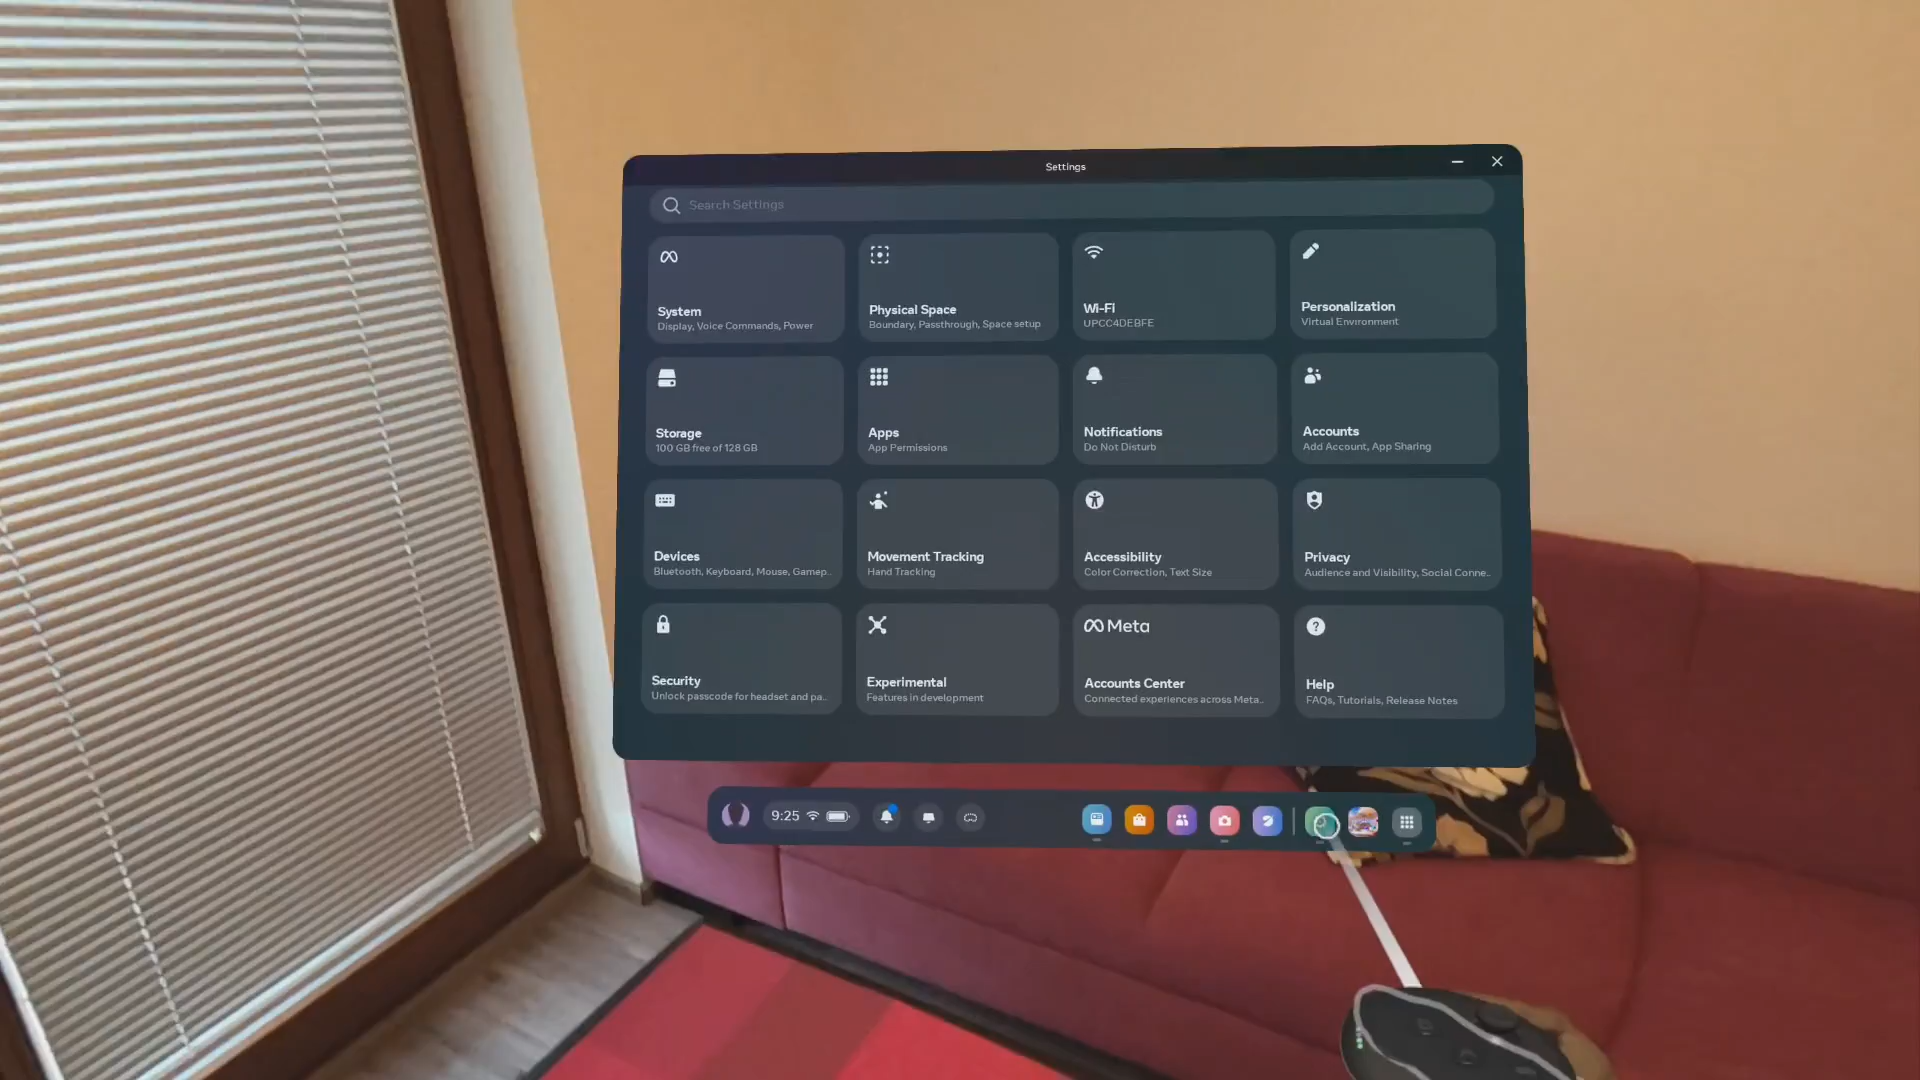 Settings
Search Settings
System
Display, Voice Commands, Power
Physical Space
Boundary, Passthrough, Space setup
Wi-Fi
UPCC4DEBFE
Personalization
Virtual Environment
Storage
100 GB free of 128 GB
Apps
App Permissions
Notifications
Do Not Disturb
Accounts
Add Account, App Sharing
Devices
Bluetooth, Keyboard, Mouse, Gamep..
Movement Tracking
Hand Tracking
Accessibility
Color Correction, Text Size
Privacy
Audience and Visibility, Social Conne..
Security
Unlock passcode for headset and pa..
Experimental
Features in development
Meta
Accounts Center
Connected experiences across Meta..
Help
FAQs, Tutorials, Release Notes
9:25